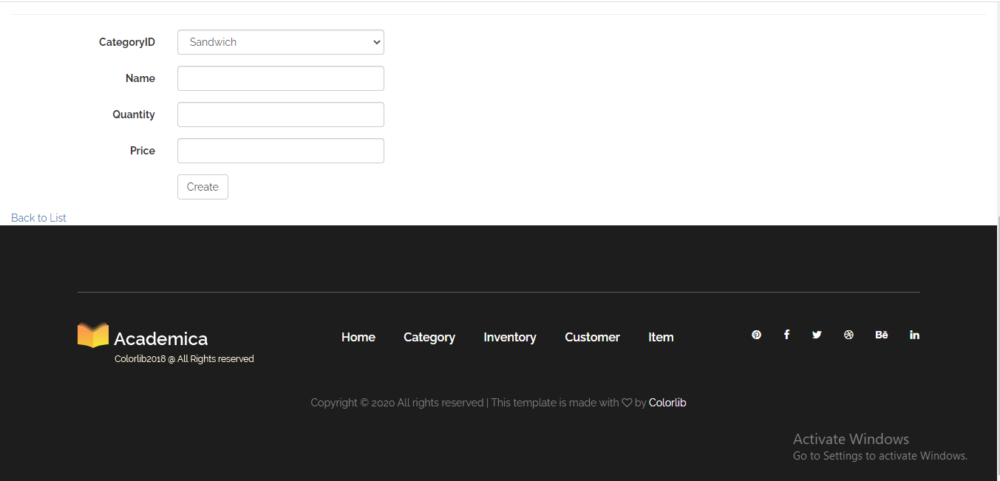 CategoryID
Sandwich
Name
Quantity
Price
Create
Back to List
Academica
Colorlib2018 @ All Rights reserved
Home Category Inventory Customer Item
Bē in
Copyright © 2020 All rights reserved | This template is made with ♡ by Colorlib
Activate Windows
Go to Settings to activate Windows.